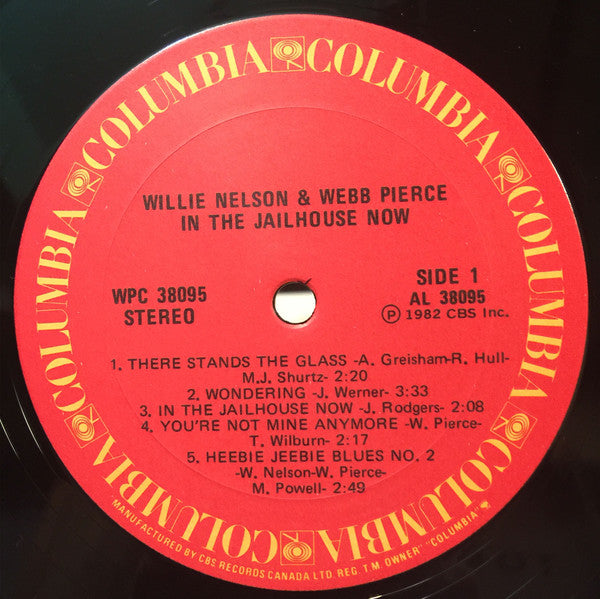 COLUMBIA COLUMBIA COLUMBIA COLUMBIA COLUMBIA COLUMBIA
WILLIE NELSON & WEBB PIERCE
IN THE JAILHOUSE NOW
WPC 38095
STEREO
SIDE 1
AL 38095
Ⓟ 1982 CBS Inc.
1. THERE STANDS THE GLASS -A. Greisham-R. Hull-
M.J. Shurtz- 2:20
2. WONDERING -J. Werner- 3:33
3. IN THE JAILHOUSE NOW -J. Rodgers- 2:08
4. YOU'RE NOT MINE ANYMORE -W. Pierce-
T. Wilburn- 2:17
5. HEEBIE JEEBIE BLUES NO. 2
-W. Nelson-W. Pierce-
M. Powell- 2:49
MANUFACTURED BY CBS RECORDS CANADA LTD. REG. T.M. OWNER "COLUMBIA"